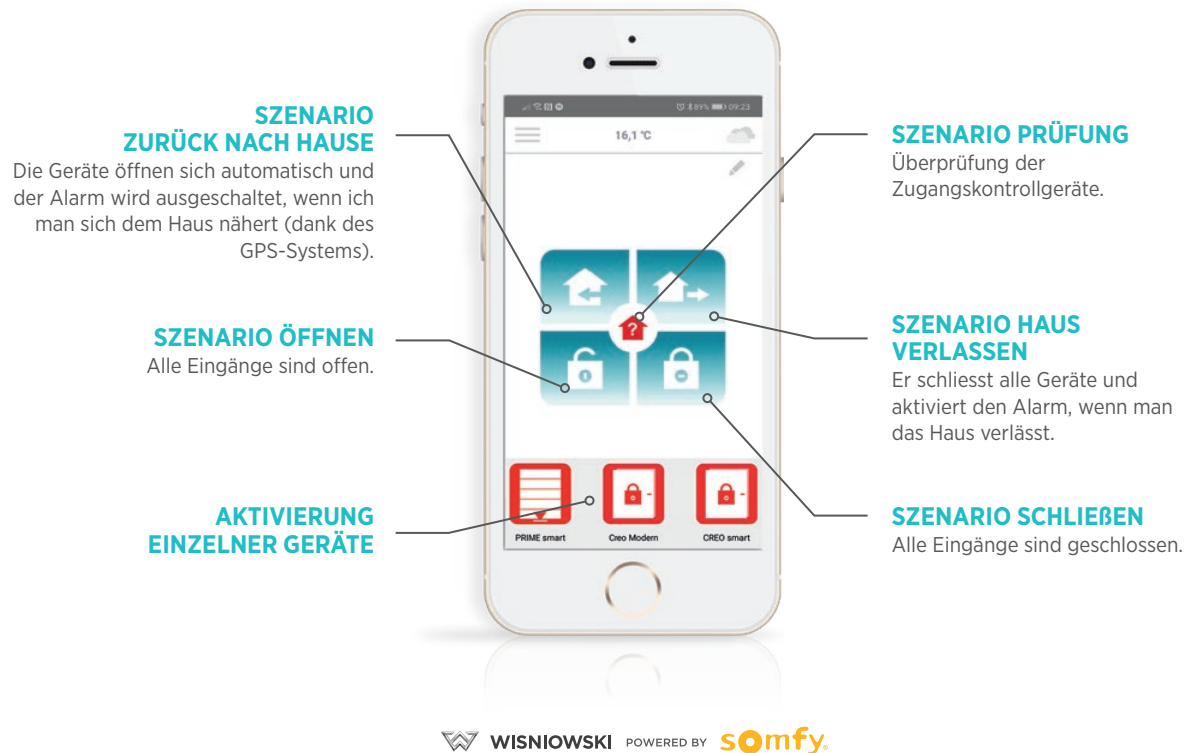 SZENARIO
ZURÜCK NACH HAUSE
Die Geräte öffnen sich automatisch und
der Alarm wird ausgeschaltet, wenn ich
man sich dem Haus nähert (dank des
GPS-Systems).
SZENARIO ÖFFNEN
Alle Eingänge sind offen.
AKTIVIERUNG
EINZELNER GERÄTE
89% 09:23
16,1 °C
?
PRIME smart
Creo Modern
CREO smart
SZENARIO PRÜFUNG
Überprüfung der
Zugangskontrollgeräte.
SZENARIO HAUS
VERLASSEN
Er schliesst alle Geräte und
aktiviert den Alarm, wenn man
das Haus verlässt.
SZENARIO SCHLIEßEN
Alle Eingänge sind geschlossen.
WISNIOWSKI POWERED BY somfy.